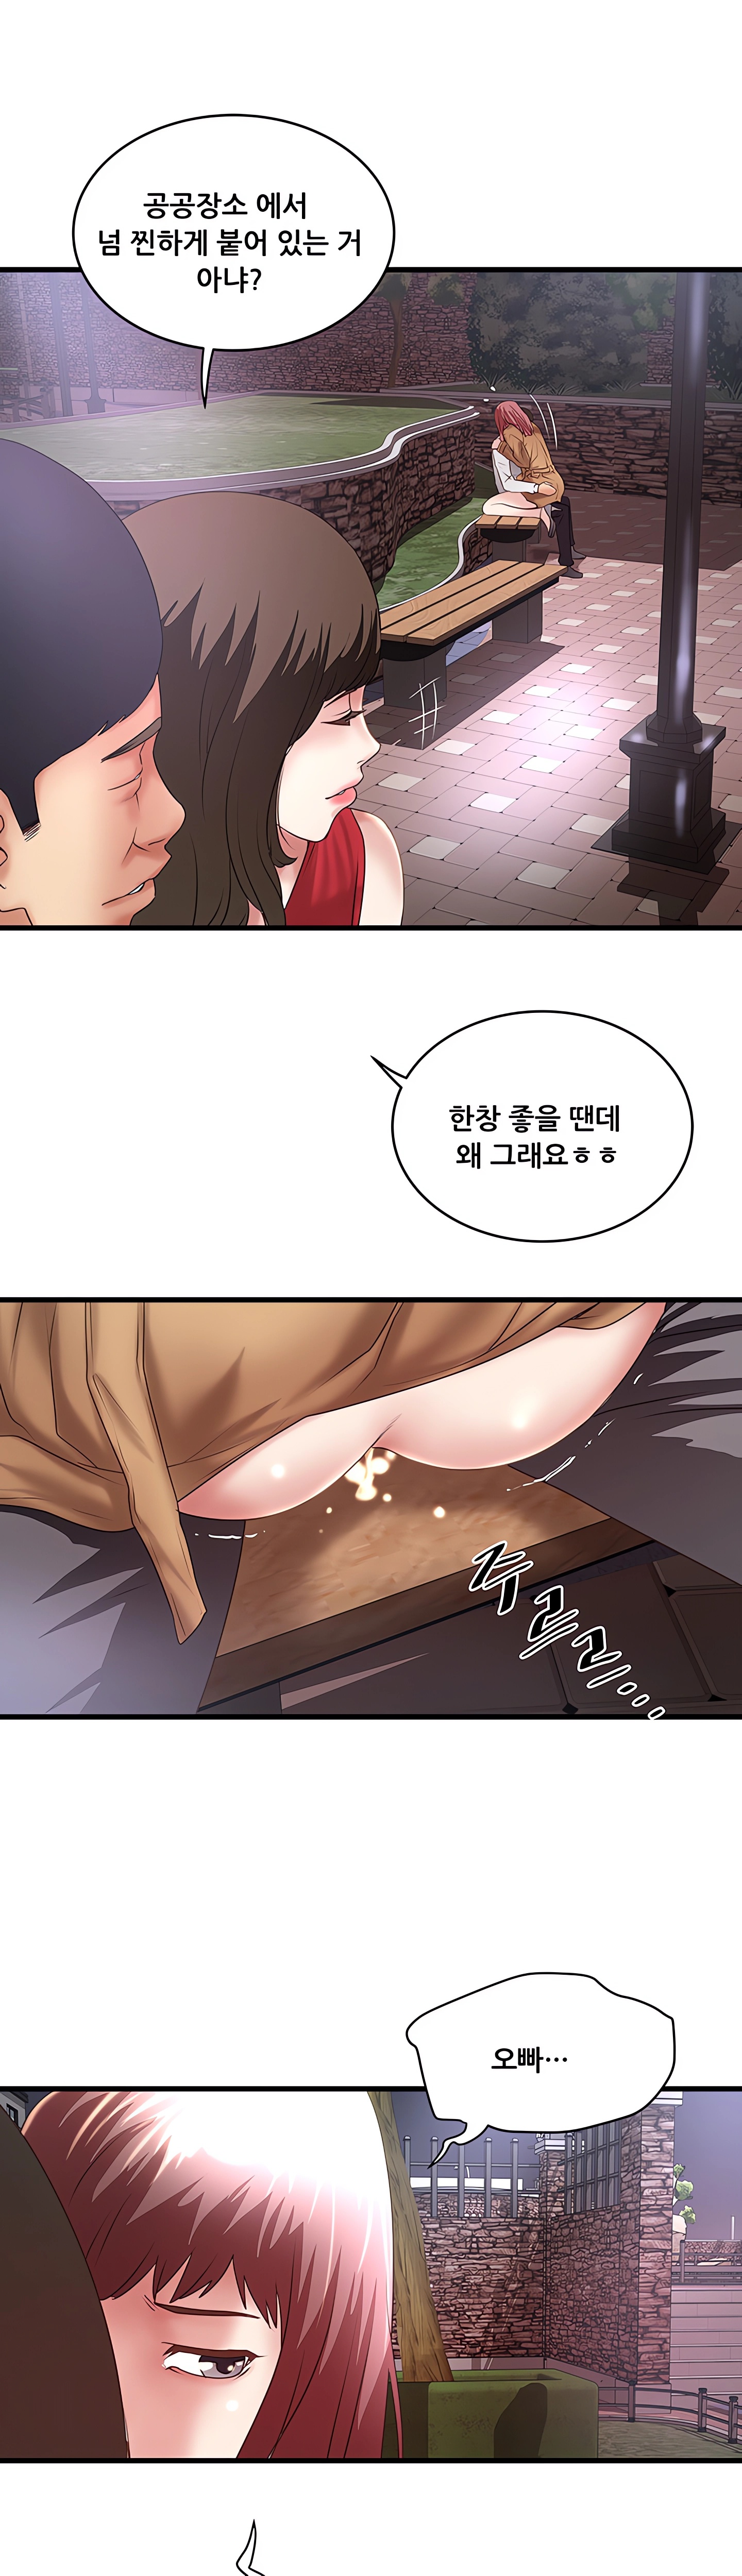 공공장소 에서
넘 찐하게 붙어 있는 거
아냐?
한창 좋을 땐데
왜 그래요ㅎㅎ
주르르...
오빠...